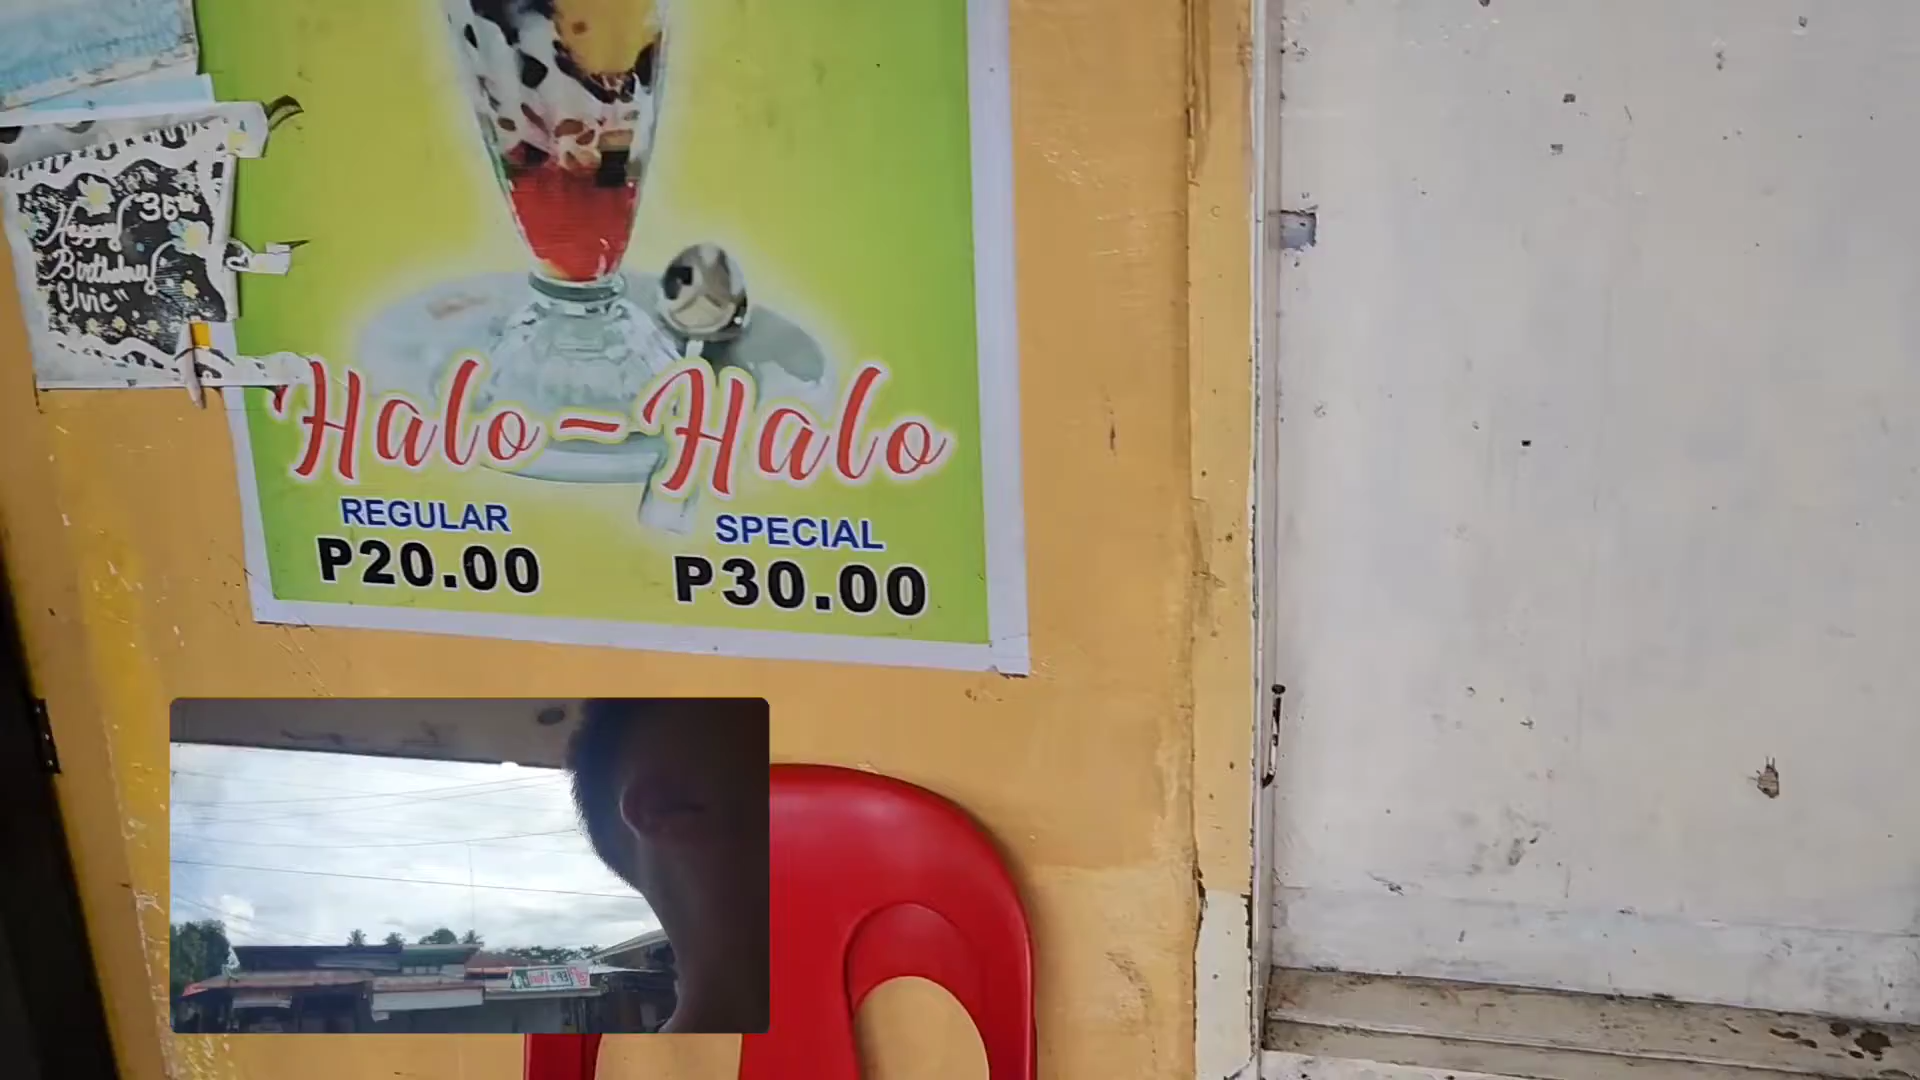 Happy 36th
Birthday
Elvie"
Halo-Halo
REGULAR
P20.00
SPECIAL
P30.00